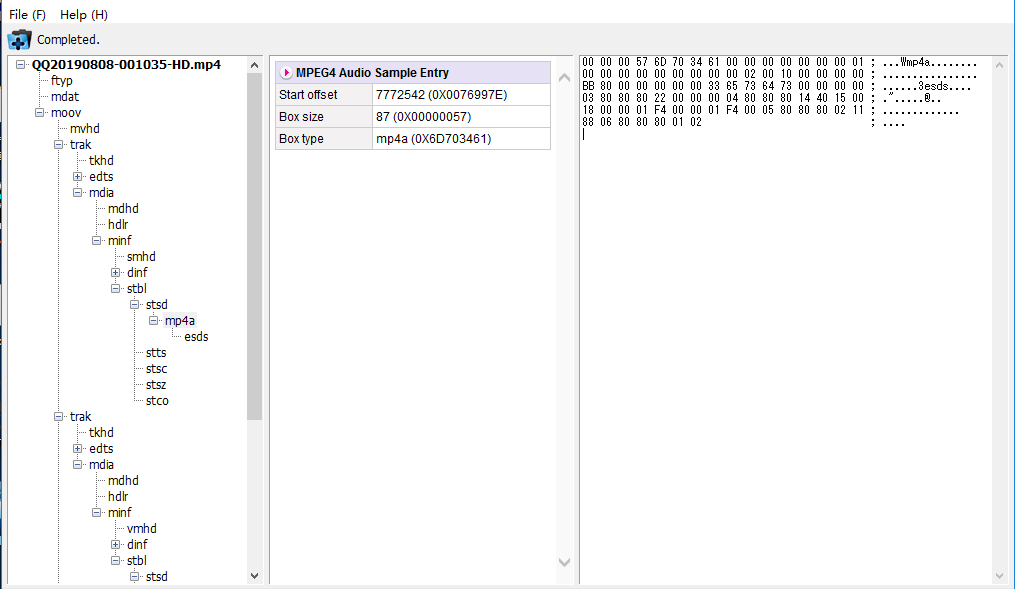 File (F) Help (H)
Completed.
QQ20190808-001035-HD.mp4
ftyp
mdat
moov
mvhd
trak
tkhd
edts
mdia
mdhd
hdlr
minf
smhd
dinf
stbl
stsd
mp4a
esds
stts
stsc
stsz
stco
trak
tkhd
edts
mdia
mdhd
hdlr
minf
vmhd
dinf
stbl
stsd
MPEG4 Audio Sample Entry
Start offset 7772542 (0X0076997E)
Box size 87 (0X00000057)
Box type mp4a (0X6D703461)
00 00 00 57 6D 70 34 61 00 00 00 00 00 00 00 01 ; ...Wmp4a........
00 00 00 00 00 00 00 00 00 02 00 10 00 00 00 00 ; ................
BB 80 00 00 00 00 00 33 65 73 64 73 00 00 00 00 ; .......3esds....
03 80 80 80 22 00 00 00 04 80 80 80 14 40 15 00 ; ....".......@..
18 00 00 01 F4 00 00 01 F4 00 05 80 80 80 02 11 ; ................
88 06 80 80 80 01 02 ; ....